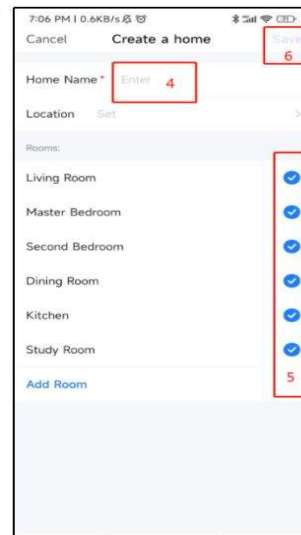 7:06 PM | 0.6KB/s
Cancel Create a home Save
6
Home Name * Enter 4
Location Set >
Rooms:
Living Room
Master Bedroom
Second Bedroom
Dining Room
Kitchen
Study Room
Add Room 5